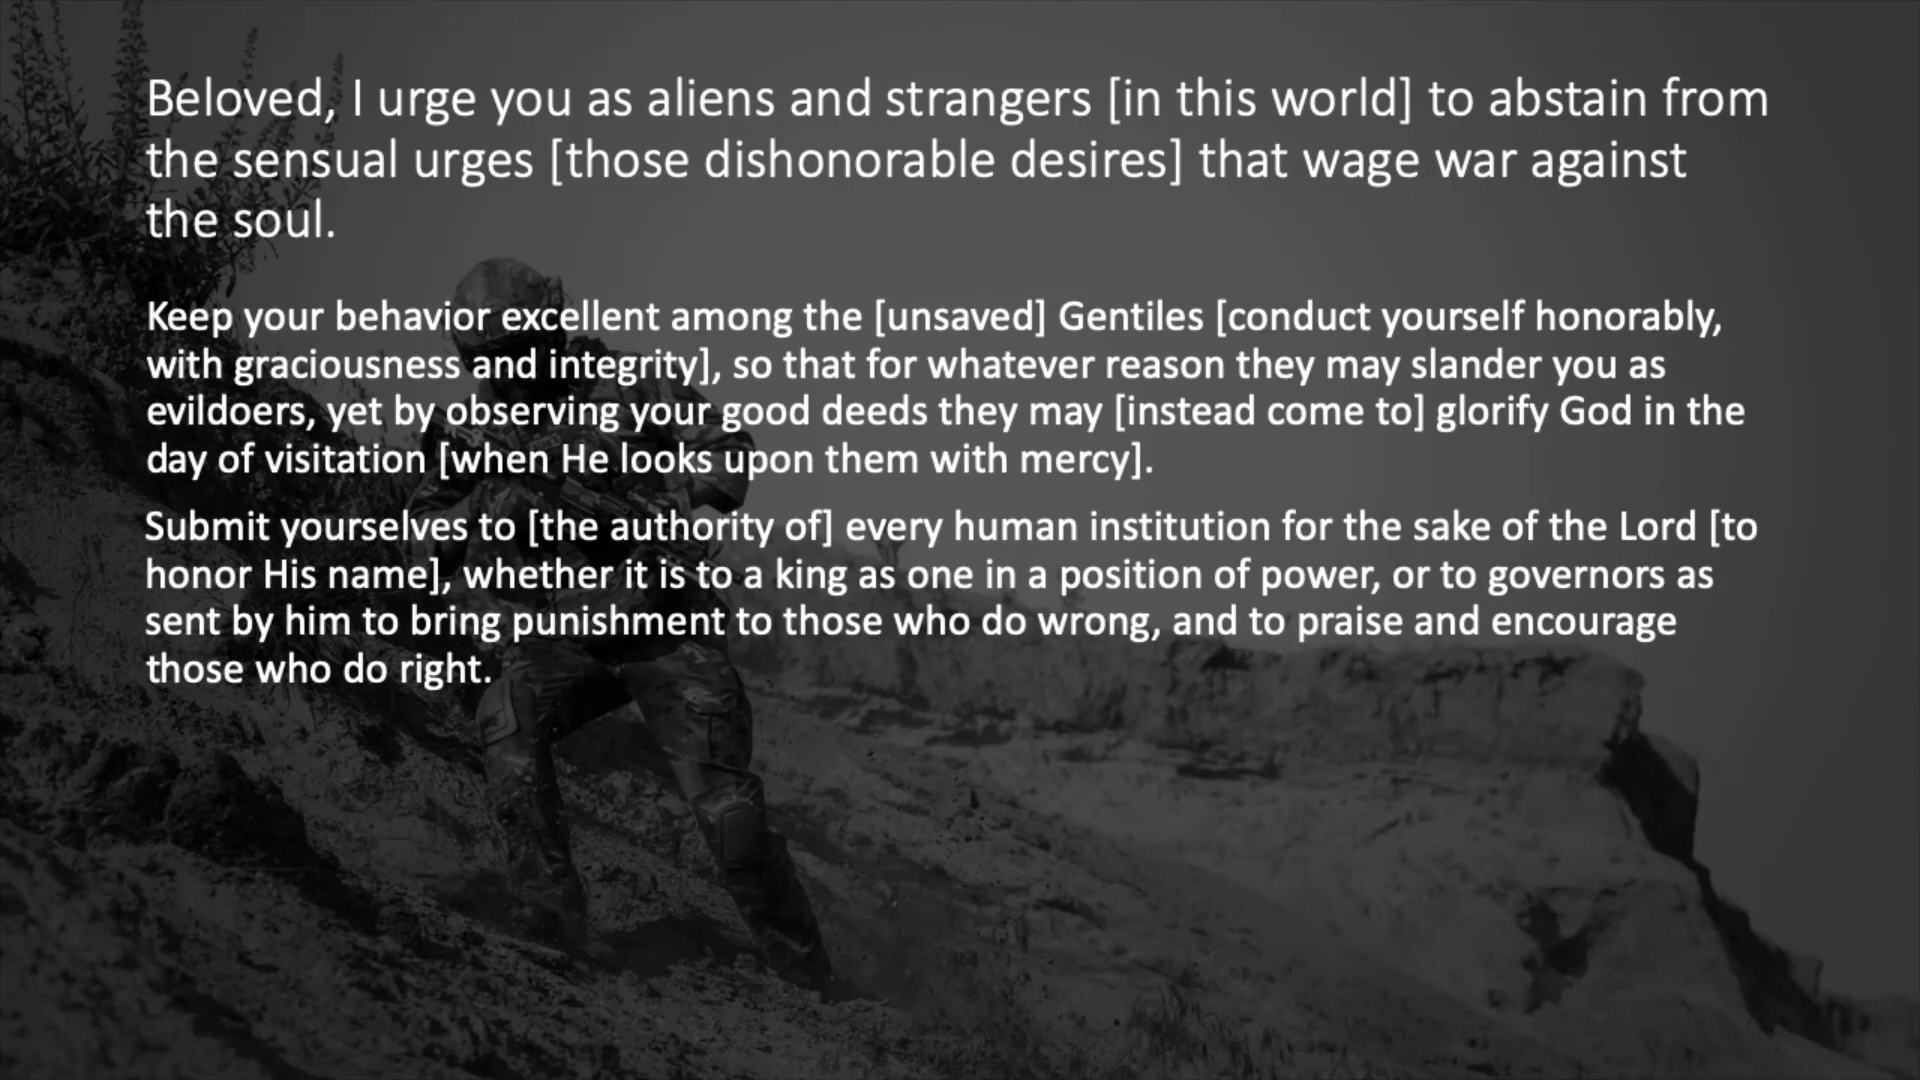 Beloved, I urge you as aliens and strangers [in this world] to abstain from
the sensual urges [those dishonorable desires] that wage war against
the soul.
Keep your behavior excellent among the [unsaved] Gentiles [conduct yourself honorably,
with graciousness and integrity], so that for whatever reason they may slander you as
evildoers, yet by observing your good deeds they may [instead come to] glorify God in the
day of visitation [when He looks upon them with mercy].
Submit yourselves to [the authority of] every human institution for the sake of the Lord [to
honor His name], whether it is to a king as one in a position of power, or to governors as
sent by him to bring punishment to those who do wrong, and to praise and encourage
those who do right.